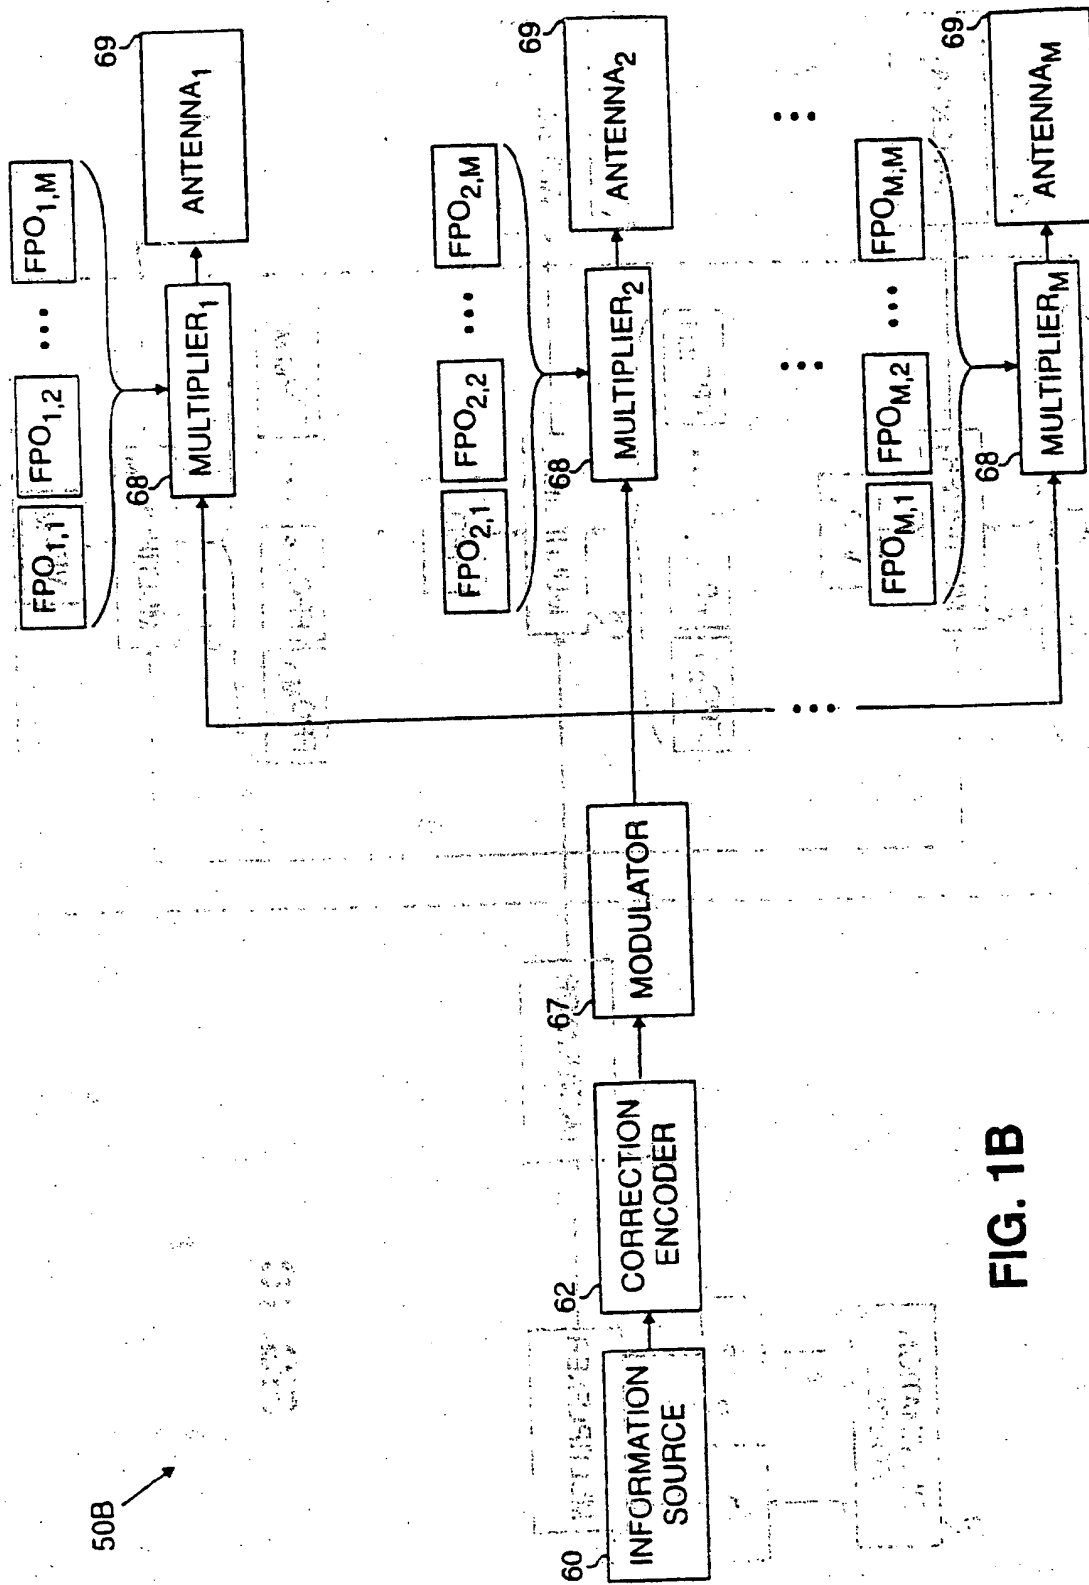 50B
60
INFORMATION
SOURCE
62
CORRECTION
ENCODER
67
MODULATOR
FPO1,1
FPO1,2
•••
FPO1,M
68
MULTIPLIER1
69
ANTENNA1
FPO2,1
FPO2,2
•••
FPO2,M
68
MULTIPLIER2
69
ANTENNA2
•••
•••
•••
FPOM,1
FPOM,2
•••
FPOM,M
68
MULTIPLIERM
69
ANTENNAM
FIG. 1B